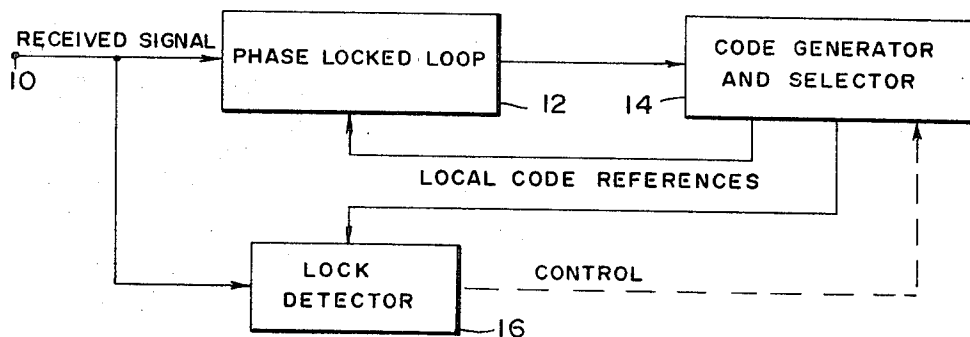 RECEIVED SIGNAL
10
PHASE LOCKED LOOP
12
14
CODE GENERATOR
AND SELECTOR
LOCAL CODE REFERENCES
LOCK
DETECTOR
16
CONTROL